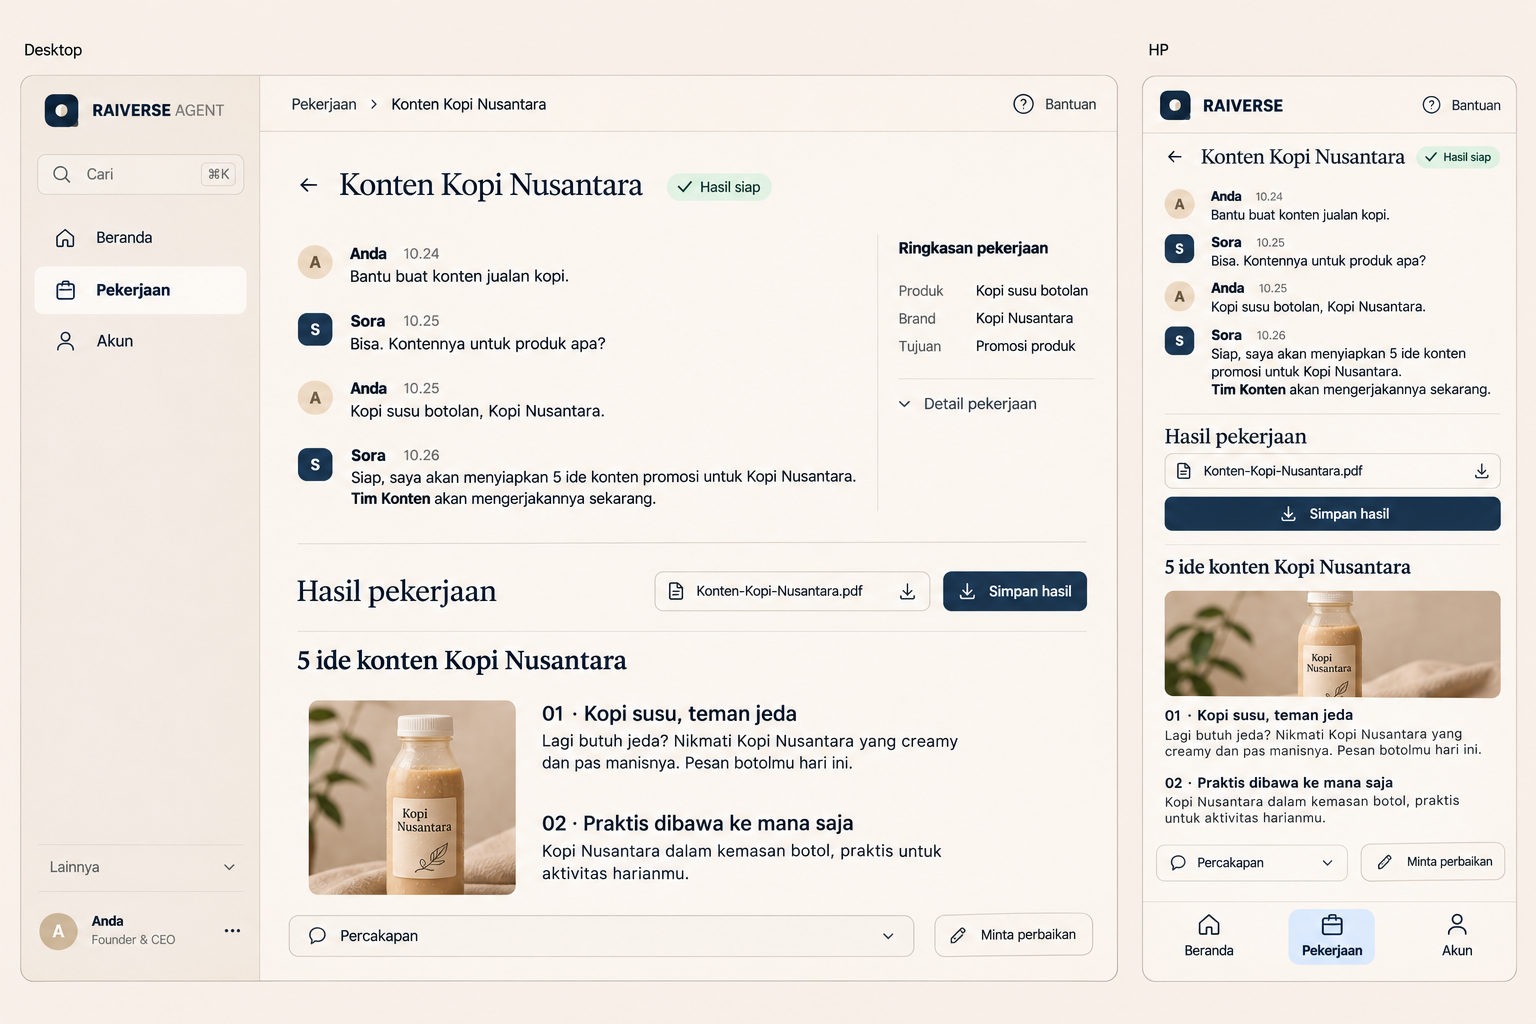 Desktop
RAIVERSE AGENT
Cari
⌘K
Beranda
Pekerjaan
Akun
Lainnya
A
Anda
Founder & CEO
Pekerjaan > Konten Kopi Nusantara
? Bantuan
Konten Kopi Nusantara
Hasil siap
A
Anda 10.24
Bantu buat konten jualan kopi.
S
Sora 10.25
Bisa. Kontennya untuk produk apa?
A
Anda 10.25
Kopi susu botolan, Kopi Nusantara.
S
Sora 10.26
Siap, saya akan menyiapkan 5 ide konten promosi untuk Kopi Nusantara.
Tim Konten akan mengerjakannya sekarang.
Ringkasan pekerjaan
Produk Kopi susu botolan
Brand Kopi Nusantara
Tujuan Promosi produk
Detail pekerjaan
Hasil pekerjaan
Konten-Kopi-Nusantara.pdf
Simpan hasil
5 ide konten Kopi Nusantara
Kopi
Nusantara
01 · Kopi susu, teman jeda
Lagi butuh jeda? Nikmati Kopi Nusantara yang creamy
dan pas manisnya. Pesan botolmu hari ini.
02 · Praktis dibawa ke mana saja
Kopi Nusantara dalam kemasan botol, praktis untuk
aktivitas harianmu.
Percakapan
Minta perbaikan
HP
RAIVERSE
? Bantuan
Konten Kopi Nusantara
Hasil siap
A
Anda 10.24
Bantu buat konten jualan kopi.
S
Sora 10.25
Bisa. Kontennya untuk produk apa?
A
Anda 10.25
Kopi susu botolan, Kopi Nusantara.
S
Sora 10.26
Siap, saya akan menyiapkan 5 ide konten
promosi untuk Kopi Nusantara.
Tim Konten akan mengerjakannya sekarang.
Hasil pekerjaan
Konten-Kopi-Nusantara.pdf
Simpan hasil
5 ide konten Kopi Nusantara
Kopi
Nusantara
01 · Kopi susu, teman jeda
Lagi butuh jeda? Nikmati Kopi Nusantara yang
creamy dan pas manisnya. Pesan botolmu hari ini.
02 · Praktis dibawa ke mana saja
Kopi Nusantara dalam kemasan botol, praktis
untuk aktivitas harianmu.
Percakapan
Minta perbaikan
Beranda
Pekerjaan
Akun